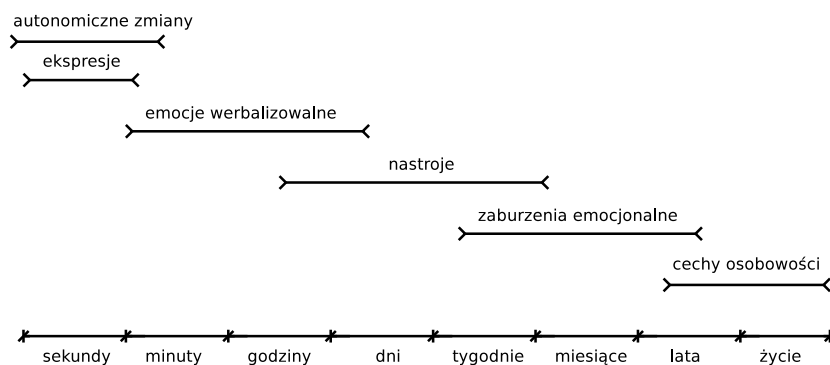 autonomiczne zmiany
ekspresje
emocje werbalizowalne
nastroje
zaburzenia emocjonalne
cechy osobowości
sekundy minuty godziny dni tygodnie miesiące lata życie